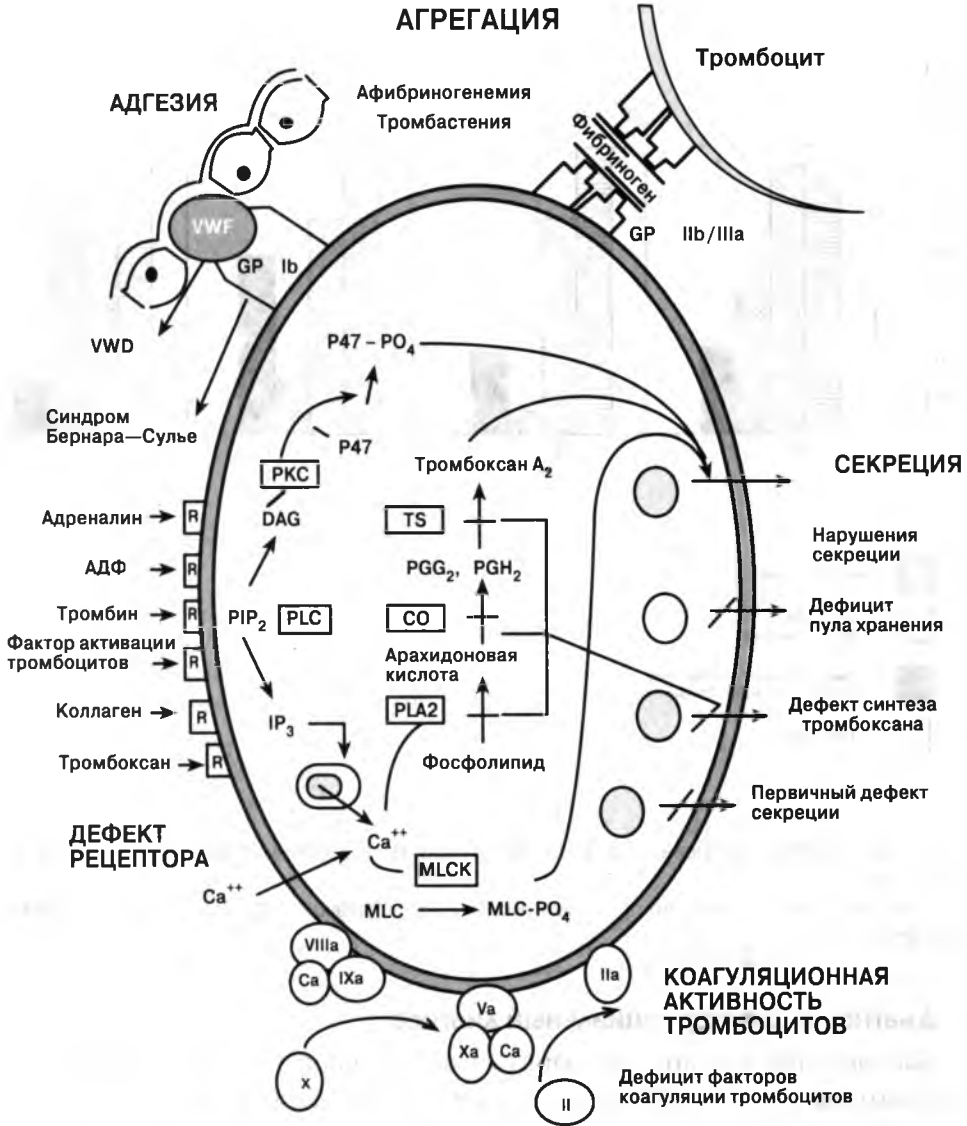 АГРЕГАЦИЯ
Тромбоцит
АДГЕЗИЯ
Афибриногенемия
Тромбастения
Фибриноген
VWF
GP Ib
GP IIb/IIIa
VWD
P47 – PO₄
Синдром
Бернара—Сулье
P47
PKC
Тромбоксан A₂
СЕКРЕЦИЯ
Адреналин
R
DAG
TS
Нарушения
секреции
АДФ
R
PGG₂, PGH₂
Тромбин
R
PIP₂
PLC
CO
Дефицит
пула хранения
Фактор активации
тромбоцитов
R
Арахидоновая
кислота
Коллаген
R
IP₃
PLA2
Дефект синтеза
тромбоксана
Тромбоксан
R
Фосфолипид
Первичный дефект
секреции
ДЕФЕКТ
РЕЦЕПТОРА
Ca⁺⁺
MLCK
Ca⁺⁺
MLC
MLC-PO₄
VIIIa
Ca
IXa
IIa
КОАГУЛЯЦИОННАЯ
АКТИВНОСТЬ
ТРОМБОЦИТОВ
Va
Xa
Ca
X
II
Дефицит факторов
коагуляции тромбоцитов